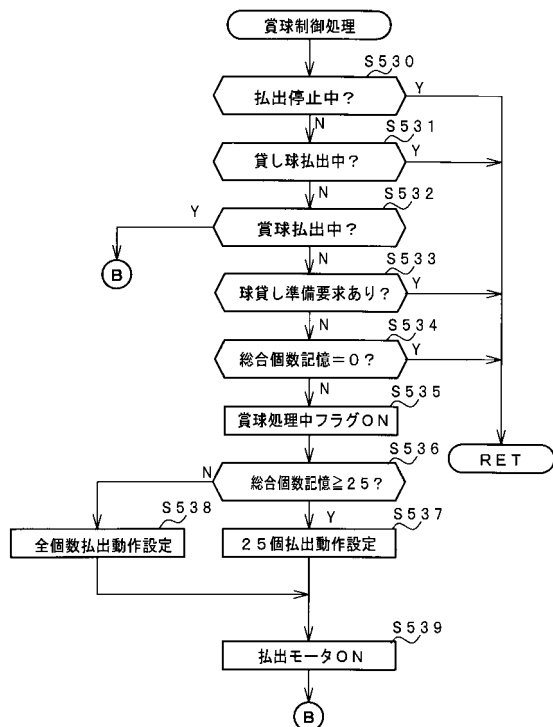 賞球制御処理
S530
払出停止中?
Y
N
S531
貸し球払出中?
Y
N
S532
Y
賞球払出中?
B
N
S533
球貸し準備要求あり?
Y
N
S534
総合個数記憶=0?
Y
N
S535
賞球処理中フラグON
RET
S536
N
総合個数記憶≧25?
S538
Y
S537
全個数払出動作設定
25個払出動作設定
S539
払出モータON
B